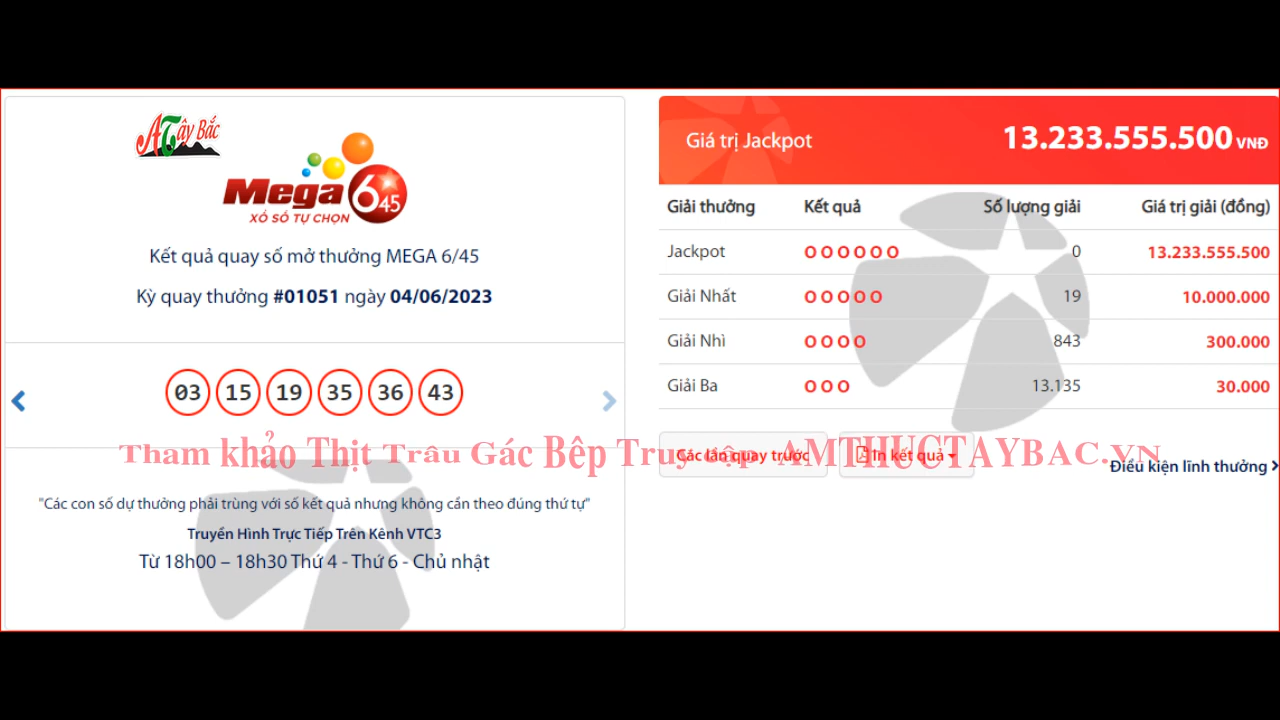 ATây Bắc
Mega 6/45
XỔ SỐ TỰ CHỌN
Kết quả quay số mở thưởng MEGA 6/45
Kỳ quay thưởng #01051 ngày 04/06/2023
03 15 19 35 36 43
"Các con số dự thưởng phải trùng với số kết quả nhưng không cần theo đúng thứ tự"
Truyền Hình Trực Tiếp Trên Kênh VTC3
Từ 18h00 – 18h30 Thứ 4 - Thứ 6 - Chủ nhật
Giá trị Jackpot 13.233.555.500 VNĐ
Giải thưởng Kết quả Số lượng giải Giá trị giải (đồng)
Jackpot O O O O O O 0 13.233.555.500
Giải Nhất O O O O O 19 10.000.000
Giải Nhì O O O O 843 300.000
Giải Ba O O O 13.135 30.000
Các lần quay trước In kết quả
Điều kiện lĩnh thưởng
Tham khảo Thịt Trâu Gác Bếp Truy cập AMTHUCTAYBAC.VN